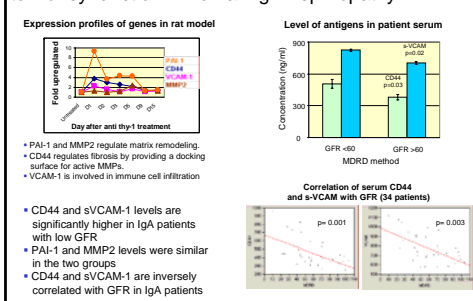 Expression profiles of genes in rat model
Fold upregulated
10
8
6
4
2
0
Untreated
D1
D2
D3
D5
D9
D15
PAI-1
CD44
VCAM-1
MMP2
Day after anti thy-1 treatment
▪ PAI-1 and MMP2 regulate matrix remodeling.
▪ CD44 regulates fibrosis by providing a docking
surface for active MMPs.
▪ VCAM-1 is involved in immune cell infiltration
▪ CD44 and sVCAM-1 levels are
significantly higher in IgA patients
with low GFR
▪ PAI-1 and MMP2 levels were similar
in the two groups
▪ CD44 and sVCAM-1 are inversely
correlated with GFR in IgA patients
Level of antigens in patient serum
Concentration (ng/ml)
900
600
300
0
s-VCAM
p=0.02
CD44
p=0.03
GFR <60
GFR >60
MDRD method
Correlation of serum CD44
and s-VCAM with GFR (34 patients)
p= 0.001
p= 0.003